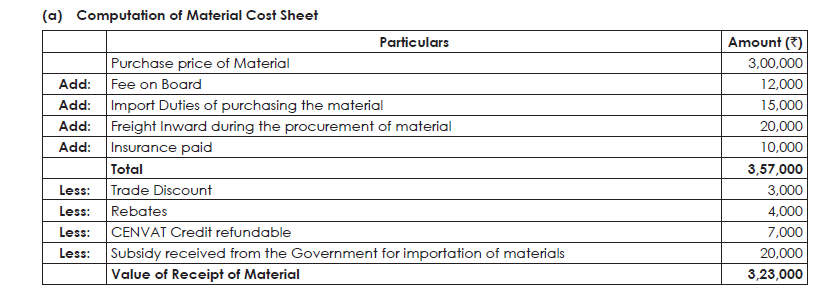 (a) Computation of Material Cost Sheet
Particulars Amount (₹)
Purchase price of Material 3,00,000
Add: Fee on Board 12,000
Add: Import Duties of purchasing the material 15,000
Add: Freight Inward during the procurement of material 20,000
Add: Insurance paid 10,000
Total 3,57,000
Less: Trade Discount 3,000
Less: Rebates 4,000
Less: CENVAT Credit refundable 7,000
Less: Subsidy received from the Government for importation of materials 20,000
Value of Receipt of Material 3,23,000